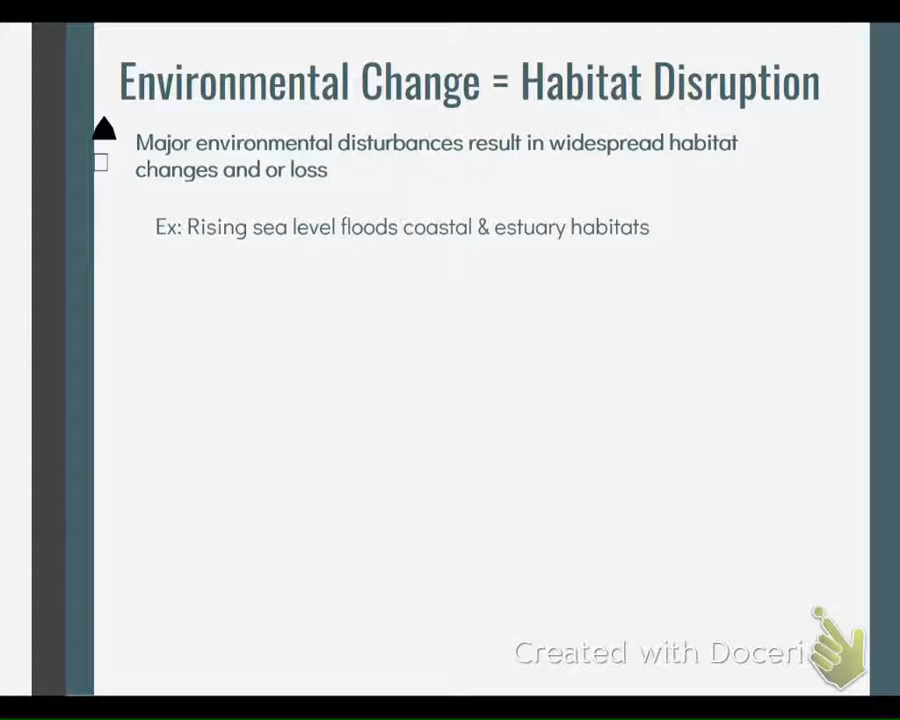 Environmental Change = Habitat Disruption
Major environmental disturbances result in widespread habitat
changes and or loss
Ex: Rising sea level floods coastal & estuary habitats
Created with Doceri